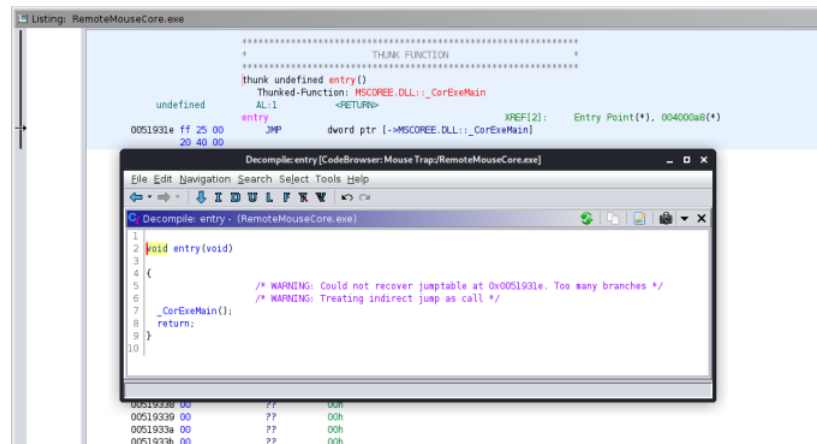 Listing: RemoteMouseCore.exe
**************************************************************
* THUNK FUNCTION *
**************************************************************
thunk undefined entry()
Thunked-Function: MSCOREE.DLL::_CorExeMain
undefined AL:1 <RETURN>
entry XREF[2]: Entry Point(*), 004000a8(*)
0051931e ff 25 00 JMP dword ptr [->MSCOREE.DLL::_CorExeMain]
20 40 00
Decompile: entry [CodeBrowser: Mouse Trap:/RemoteMouseCore.exe]
File Edit Navigation Search Select Tools Help
I D U L F K V
Decompile: entry - (RemoteMouseCore.exe)
1
2 void entry(void)
3
4 {
5 /* WARNING: Could not recover jumptable at 0x0051931e. Too many branches */
6 /* WARNING: Treating indirect jump as call */
7 _CorExeMain();
8 return;
9 }
10
00519338 00 ?? 00h
00519339 00 ?? 00h
0051933a 00 ?? 00h
0051933b 00 ?? 00h